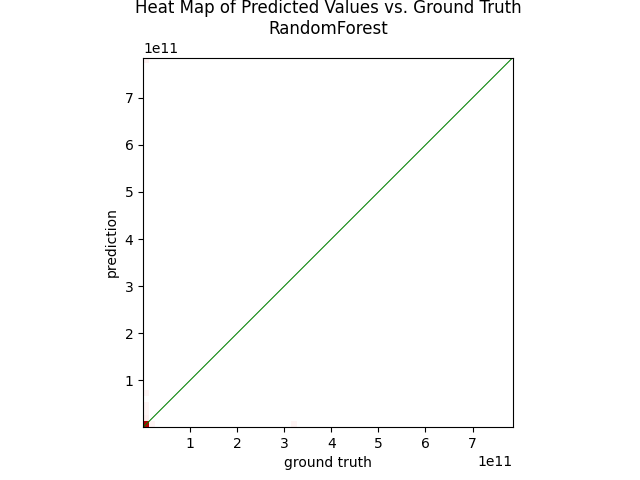 Heat Map of Predicted Values vs. Ground Truth
RandomForest
1e11
7
6
5
4
3
2
1
prediction
1 2 3 4 5 6 7
ground truth
1e11